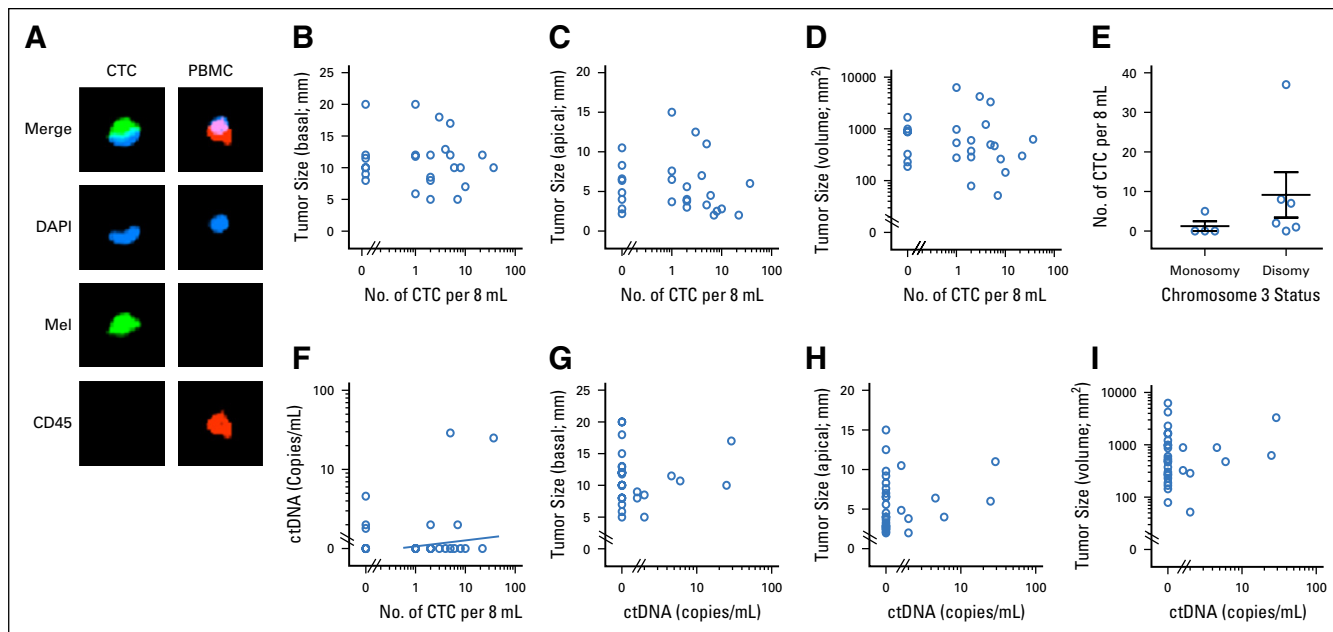 A
CTC
PBMC
Merge
DAPI
Mel
CD45
B
Tumor Size (basal; mm)
25
20
15
10
5
0
0
1
10
100
No. of CTC per 8 mL
C
Tumor Size (apical; mm)
20
15
10
5
0
0
1
10
100
No. of CTC per 8 mL
D
Tumor Size (volume; mm²)
10000
1000
100
0
0
1
10
100
No. of CTC per 8 mL
E
No. of CTC per 8 mL
40
30
20
10
0
Monosomy
Disomy
Chromosome 3 Status
F
ctDNA (Copies/mL)
100
10
0
0
1
10
100
No. of CTC per 8 mL
G
Tumor Size (basal; mm)
25
20
15
10
5
0
0
10
100
ctDNA (copies/mL)
H
Tumor Size (apical; mm)
20
15
10
5
0
0
10
100
ctDNA (copies/mL)
I
Tumor Size (volume; mm²)
10000
1000
100
0
0
10
100
ctDNA (copies/mL)